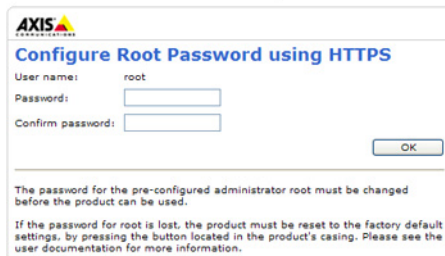 AXIS
COMMUNICATIONS
Configure Root Password using HTTPS
User name: root
Password:
Confirm password:
OK
The password for the pre-configured administrator root must be changed
before the product can be used.
If the password for root is lost, the product must be reset to the factory default
settings, by pressing the button located in the product's casing. Please see the
user documentation for more information.